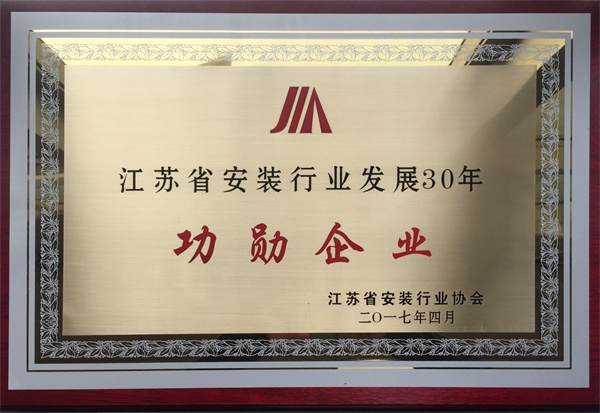 江苏省安装行业发展30年
功勋企业
江苏省安装行业协会
二〇一七年四月